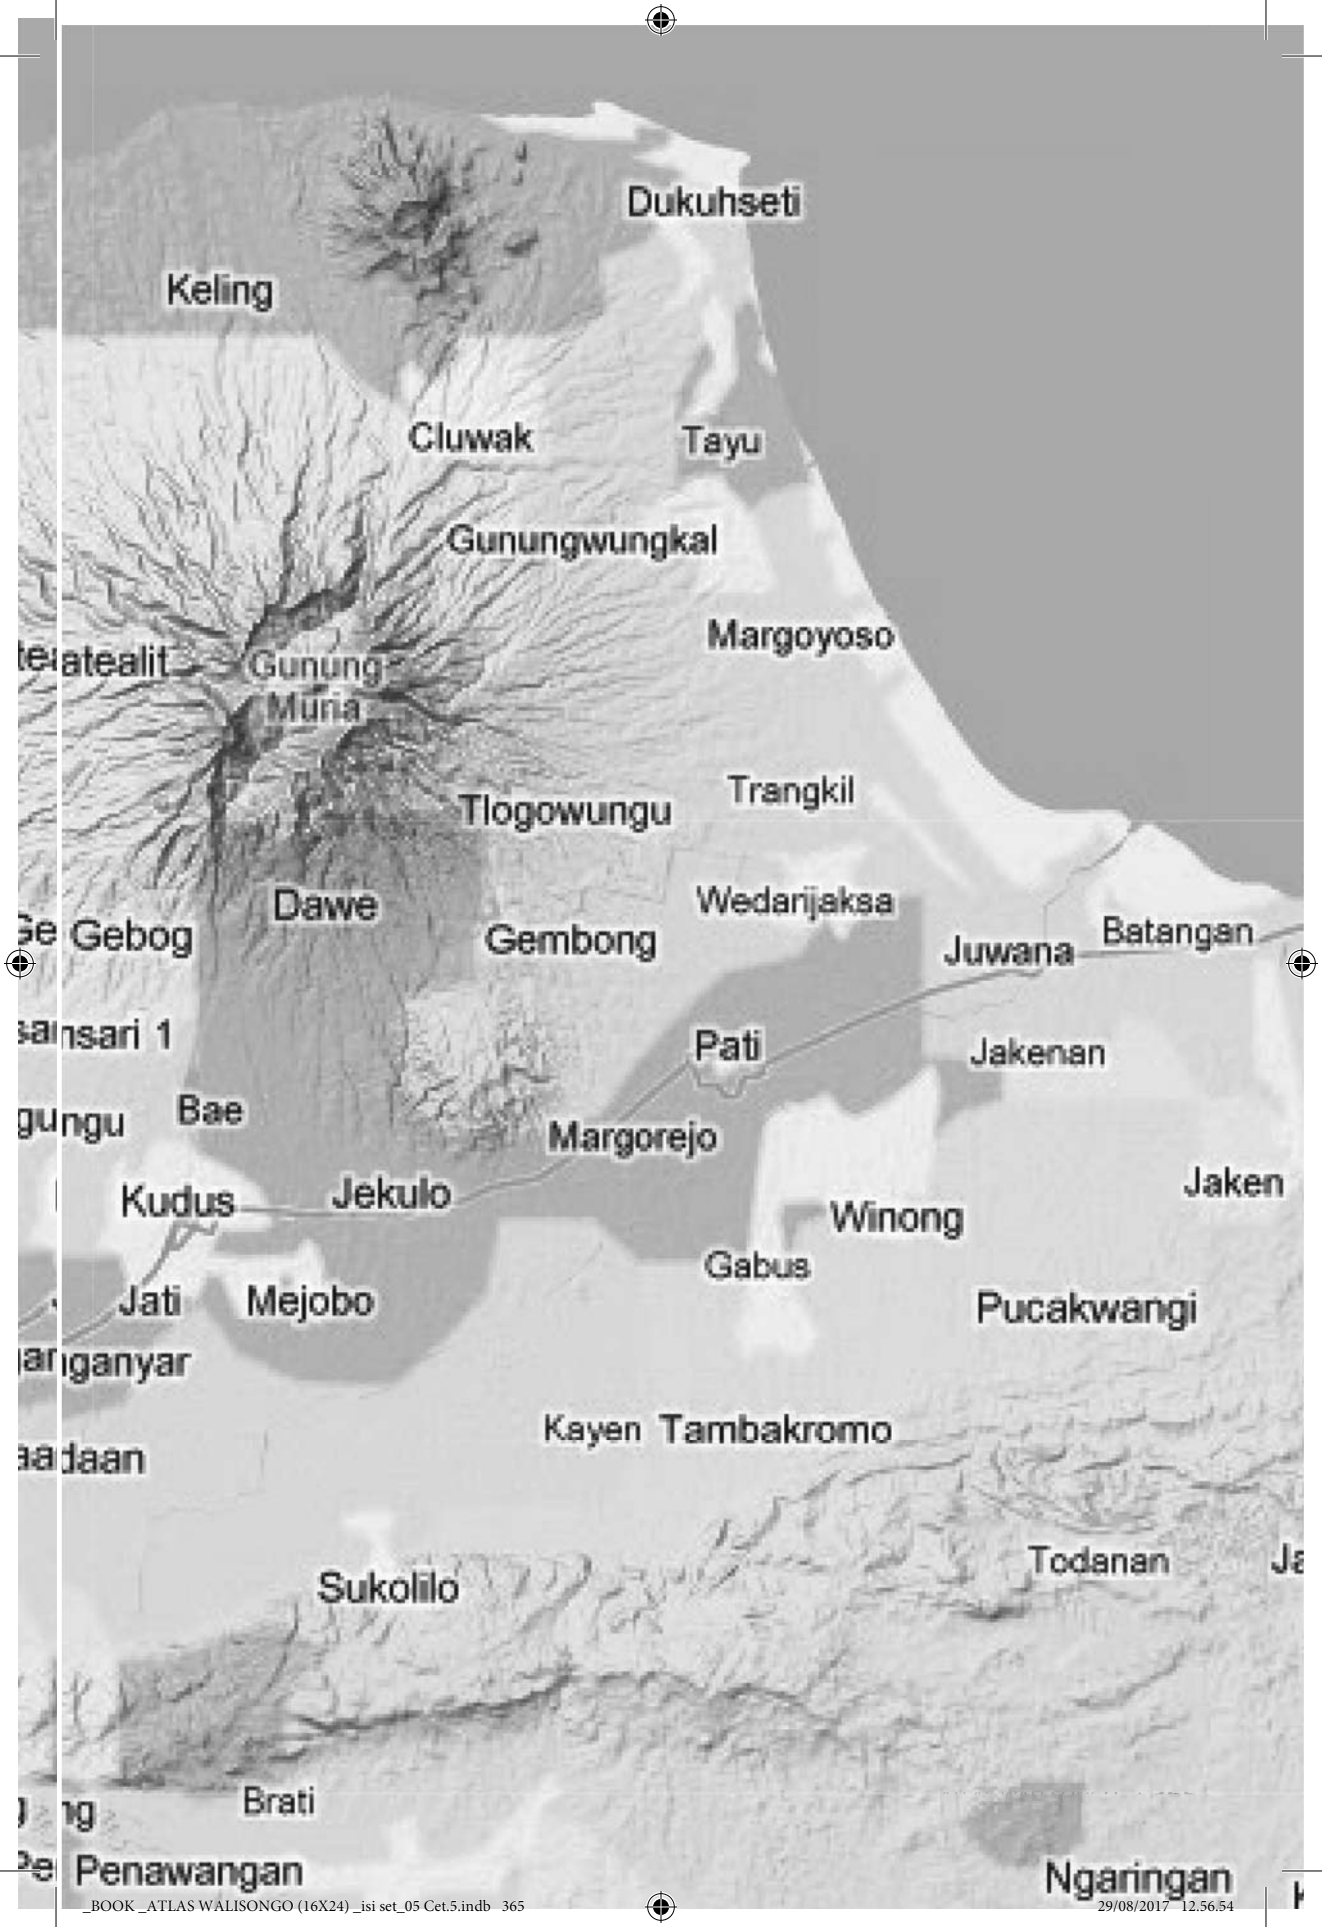 Dukuhseti
Keling
Cluwak
Tayu
Gunungwungkal
Margoyoso
atealit
Gunung
Muria
Trangkil
Tlogowungu
Wedarijaksa
Dawe
Gebog
Gembong
Juwana
Batangan
nsari 1
Pati
Jakenan
ngu
Bae
Margorejo
Jaken
Kudus
Jekulo
Winong
Gabus
Jati
Mejobo
Pucakwangi
nganyar
Kayen Tambakromo
daan
Todanan
Ja
Sukolilo
Brati
ng
Penawangan
Ngaringan
_BOOK _ATLAS WALISONGO (16X24) _isi set_05 Cet.5.indb 365
29/08/2017 12.56.54